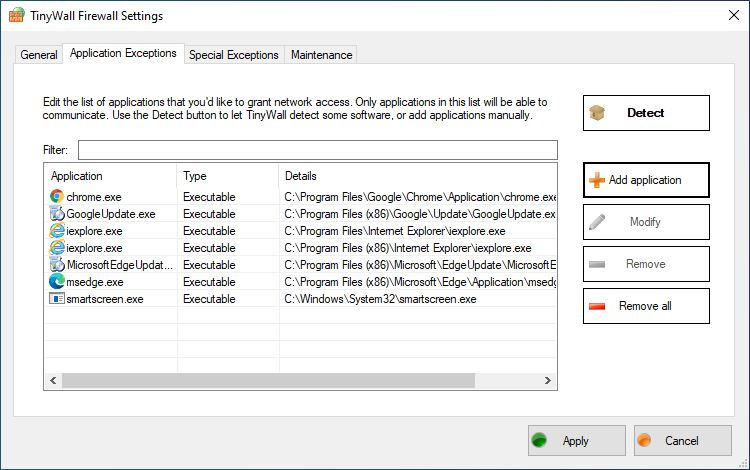 TinyWall Firewall Settings
General Application Exceptions Special Exceptions Maintenance
Edit the list of applications that you'd like to grant network access. Only applications in this list will be able to
communicate. Use the Detect button to let TinyWall detect some software, or add applications manually.
Detect
Filter:
Application Type Details
chrome.exe Executable C:\Program Files\Google\Chrome\Application\chrome.exe
GoogleUpdate.exe Executable C:\Program Files (x86)\Google\Update\GoogleUpdate.ex
iexplore.exe Executable C:\Program Files\Internet Explorer\iexplore.exe
iexplore.exe Executable C:\Program Files (x86)\Internet Explorer\iexplore.exe
MicrosoftEdgeUpdat... Executable C:\Program Files (x86)\Microsoft\EdgeUpdate\MicrosoftE
msedge.exe Executable C:\Program Files (x86)\Microsoft\Edge\Application\msedg
smartscreen.exe Executable C:\Windows\System32\smartscreen.exe
Add application
Modify
Remove
Remove all
Apply Cancel